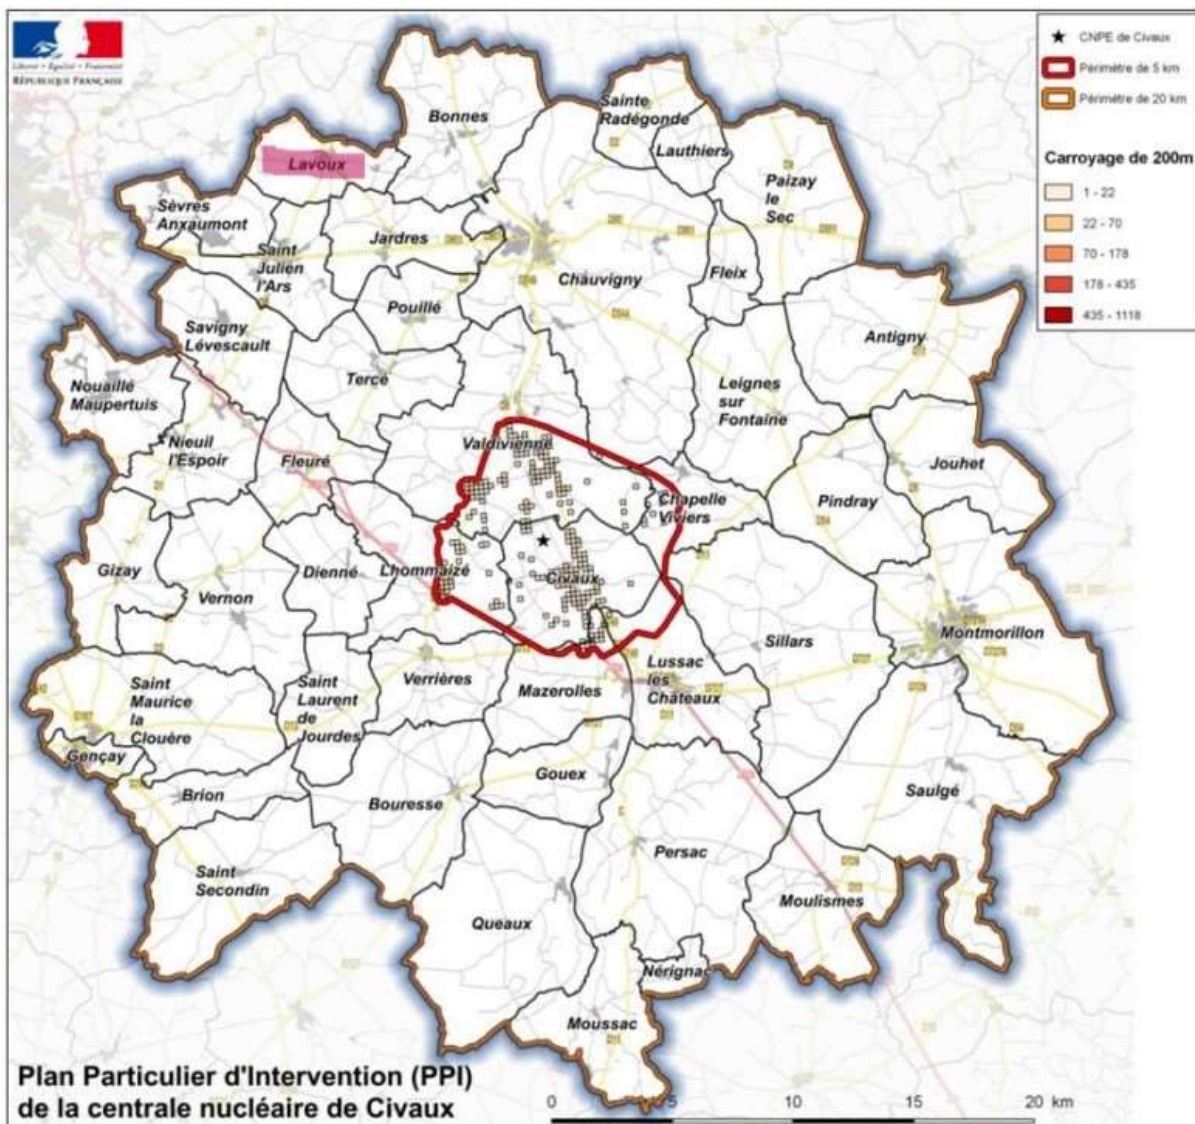 Liberté • Égalité • Fraternité
RÉPUBLIQUE FRANÇAISE
CNPE de Civaux
Périmètre de 5 km
Périmètre de 20 km
Carroyage de 200m
1 - 22
22 - 70
70 - 178
178 - 435
435 - 1118
Bonnes
Sainte
Radégonde
Lauthiers
Lavoux
Paizay
le
Sec
Sèvres
Anxaumont
Saint
Julien
l'Ars
Jardres
Chauvigny
Fleix
Pouillé
Savigny
Lévescault
Antigny
Tercé
Leignes
sur
Fontaine
Nouaillé
Maupertuis
Nieuil
l'Espoir
Fleuré
Valdivienne
Jouhet
Chapelle
Viviers
Pindray
Gizay
Vernon
Dienné
Lhommaizé
Civaux
Montmorillon
Sillars
Saint
Maurice
la
Clouère
Saint
Laurent
de
Jourdes
Verrières
Mazerolles
Lussac
les
Châteaux
Gençay
Brion
Bouresse
Gouex
Saulgé
Saint
Secondin
Persac
Moulismes
Queaux
Nérignac
Moussac
Plan Particulier d'Intervention (PPI)
de la centrale nucléaire de Civaux
0 5 10 15 20 km